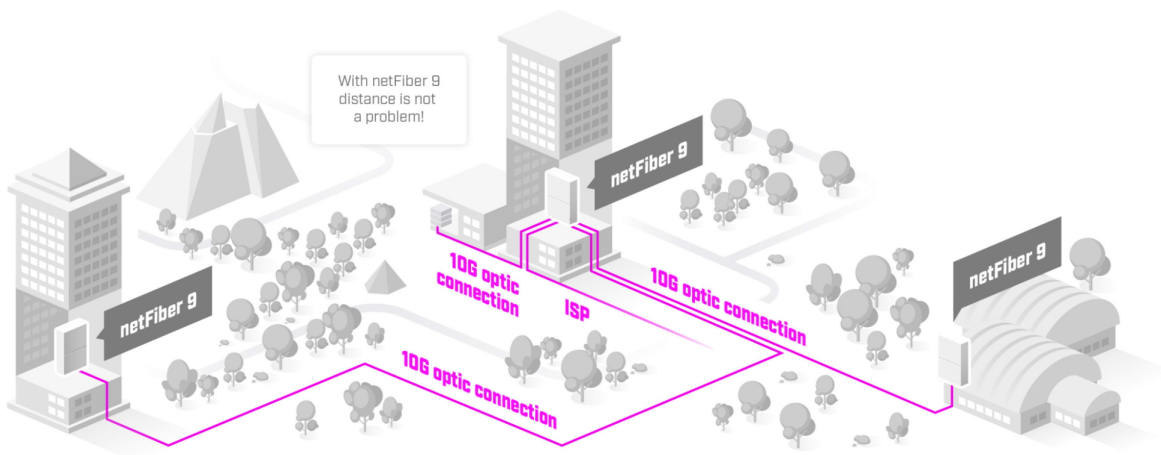 With netFiber 9
distance is not
a problem!
netFiber 9
netFiber 9
netFiber 9
10G optic
connection
ISP
10G optic connection
10G optic connection